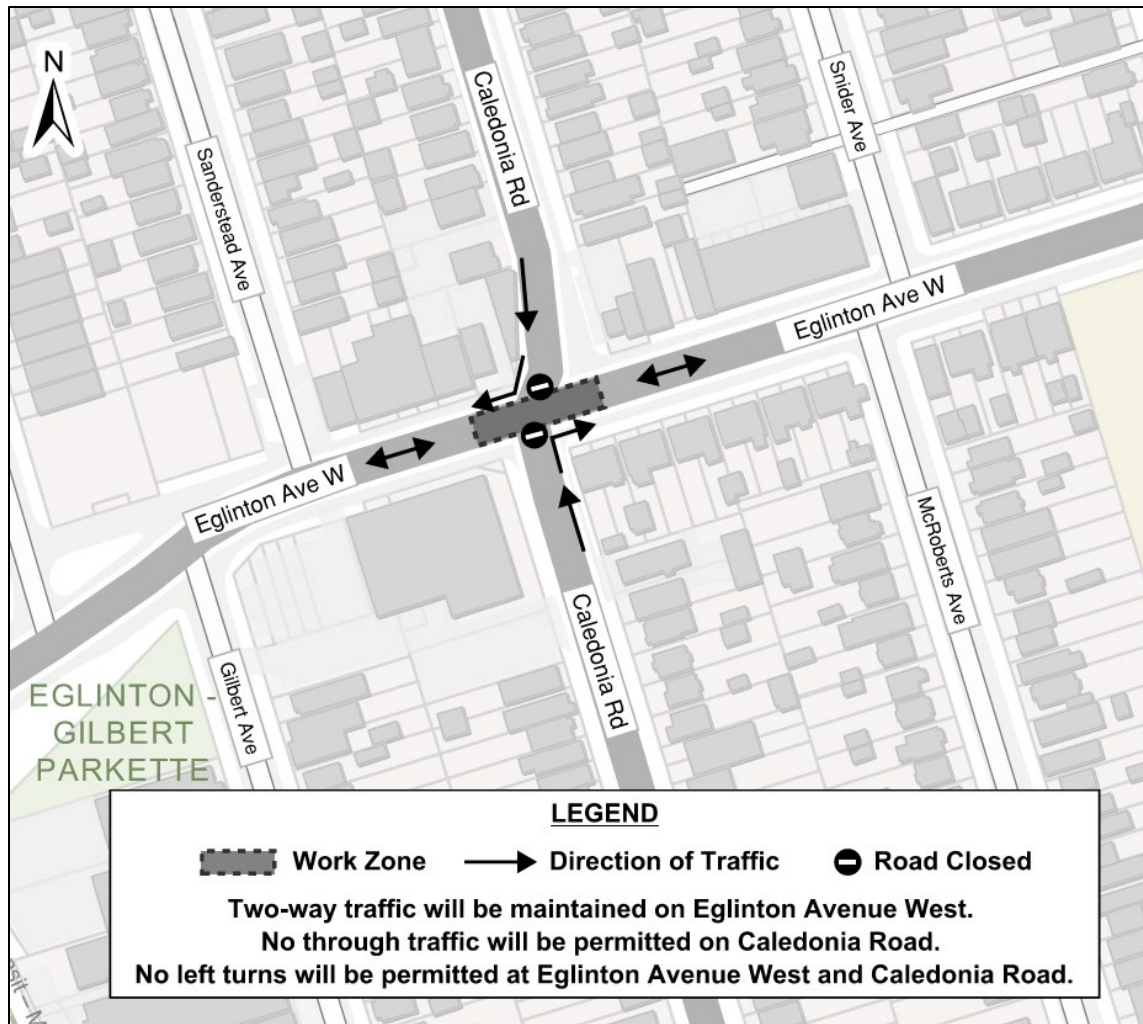 N
Caledonia Rd
Snider Ave
Sanderstead Ave
Eglinton Ave W
Eglinton Ave W
McRoberts Ave
Caledonia Rd
Gilbert Ave
EGLINTON -
GILBERT
PARKETTE
LEGEND
Work Zone
Direction of Traffic
Road Closed
Two-way traffic will be maintained on Eglinton Avenue West.
No through traffic will be permitted on Caledonia Road.
No left turns will be permitted at Eglinton Avenue West and Caledonia Road.